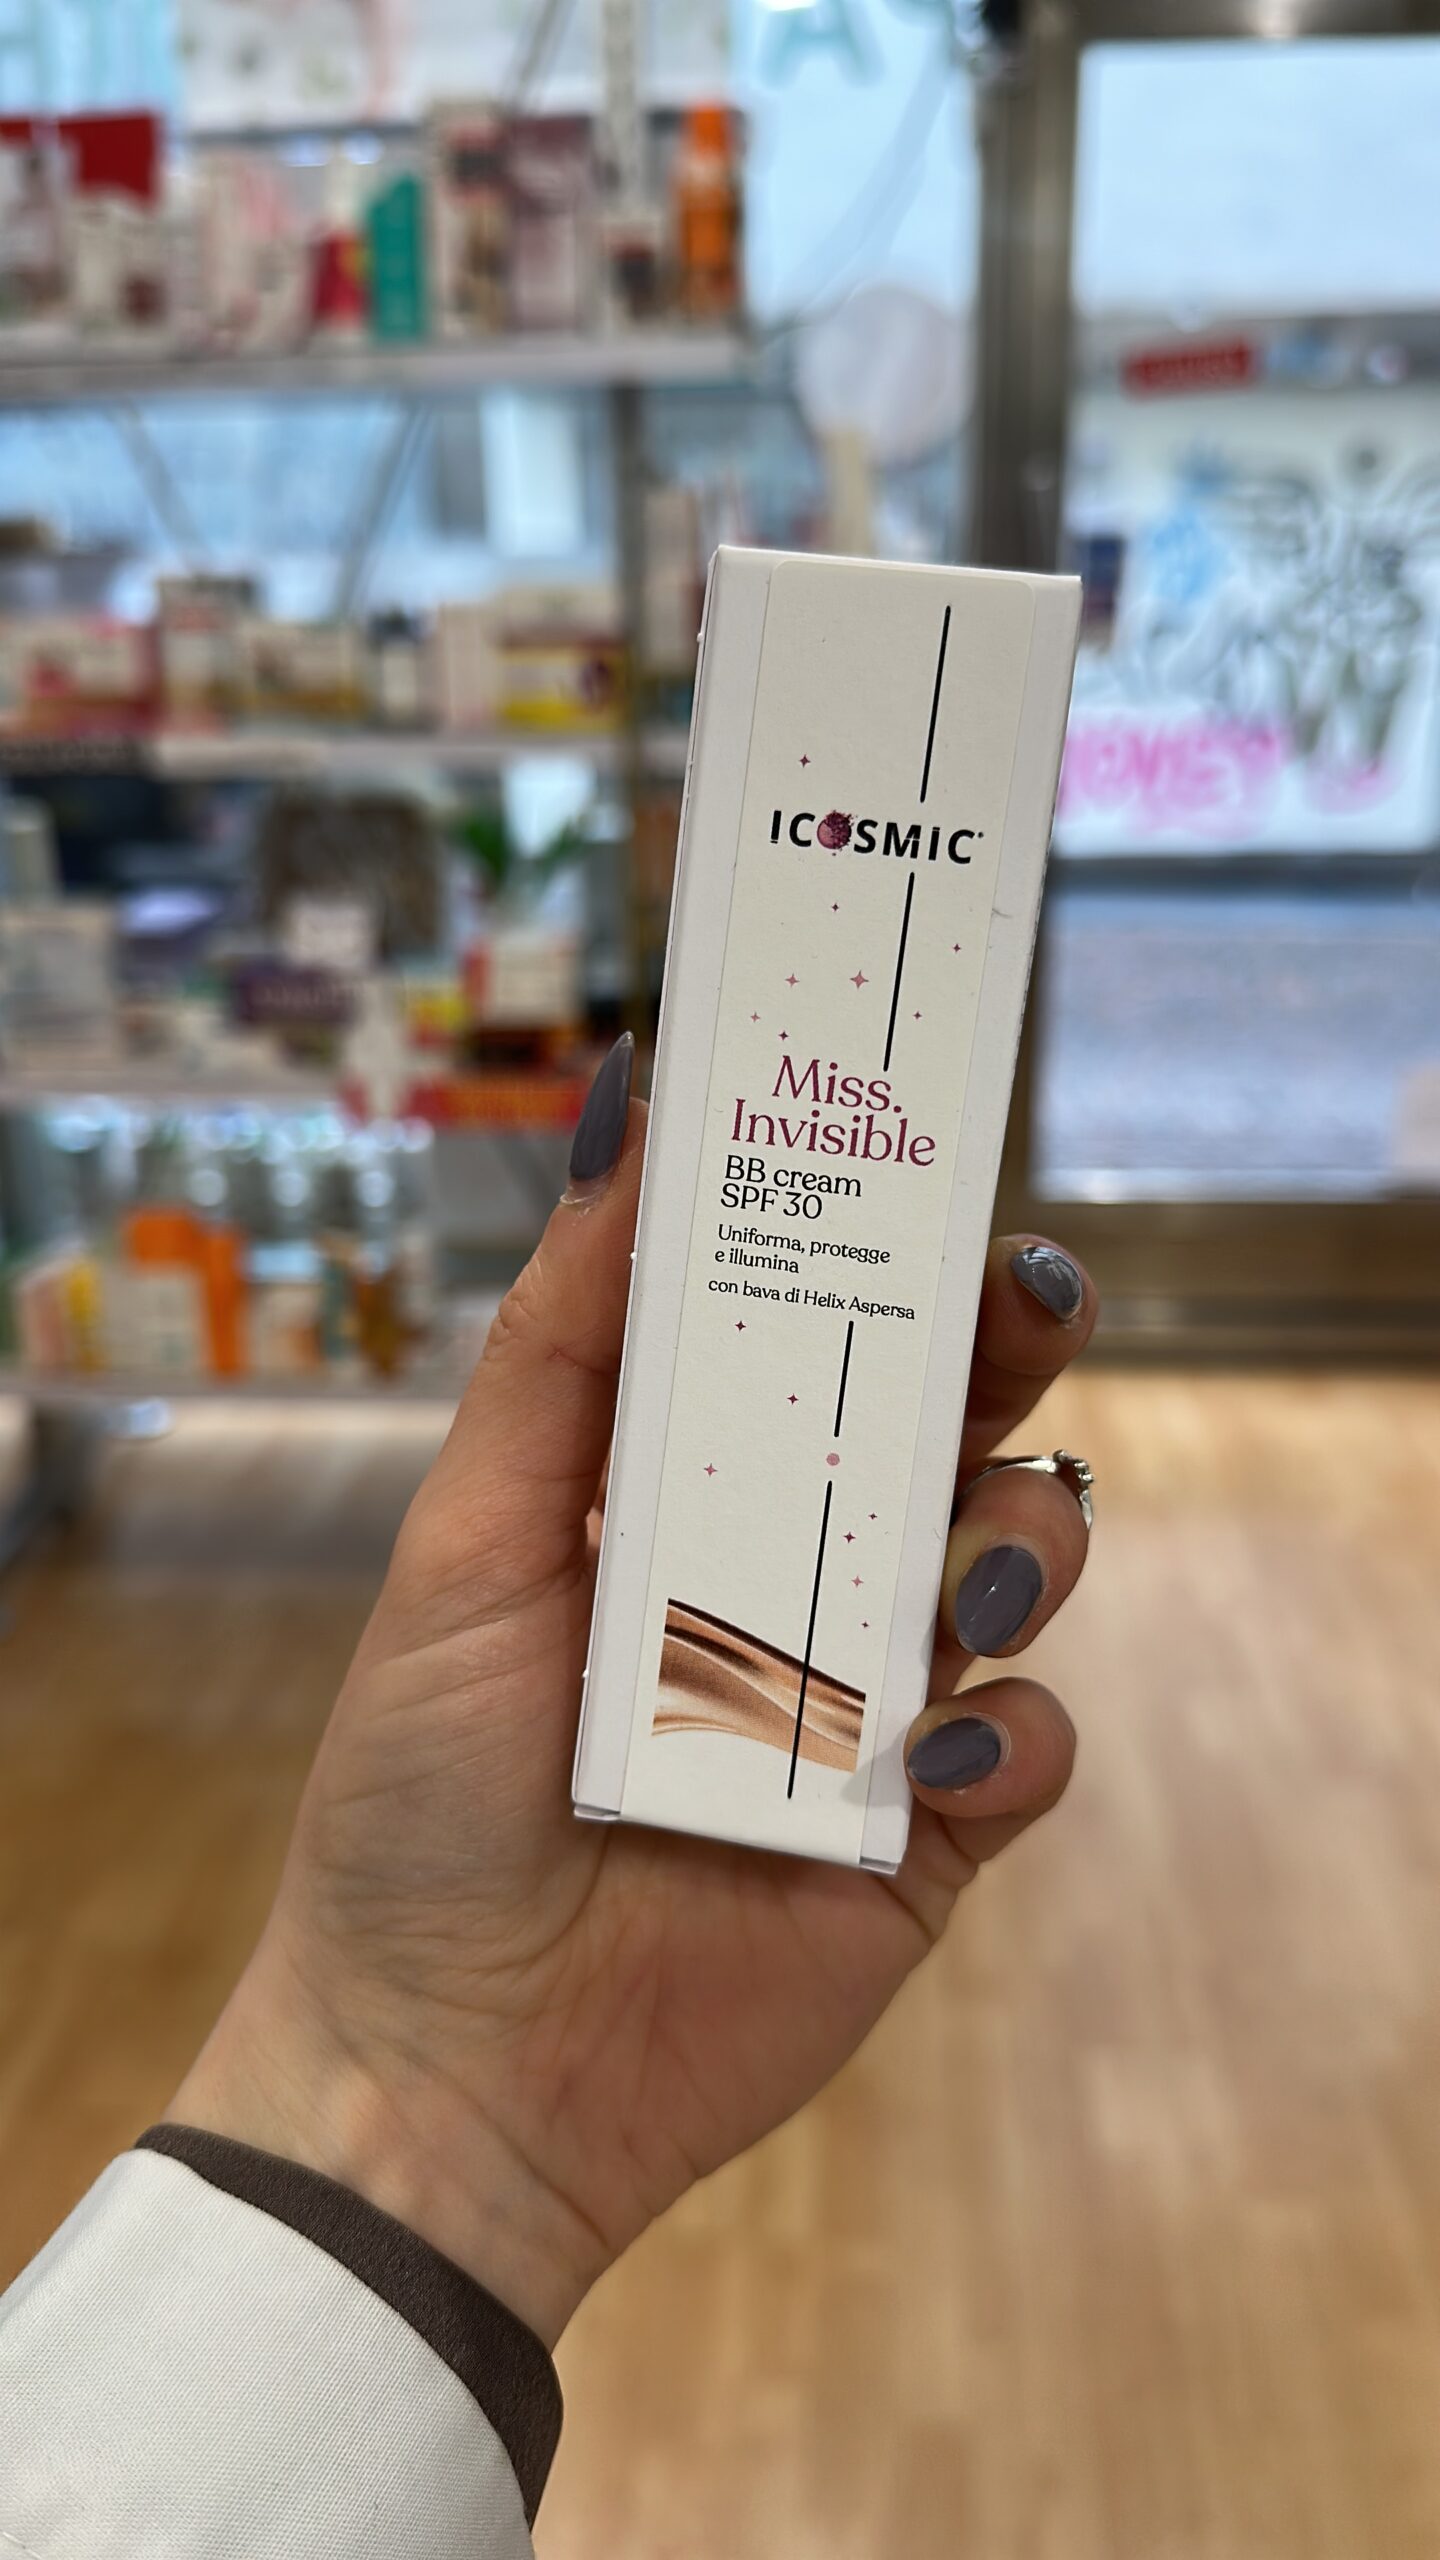 ICOSMIC
Miss.
Invisible
BB cream
SPF 30
Uniforma, protegge
e illumina
con bava di Helix Aspersa